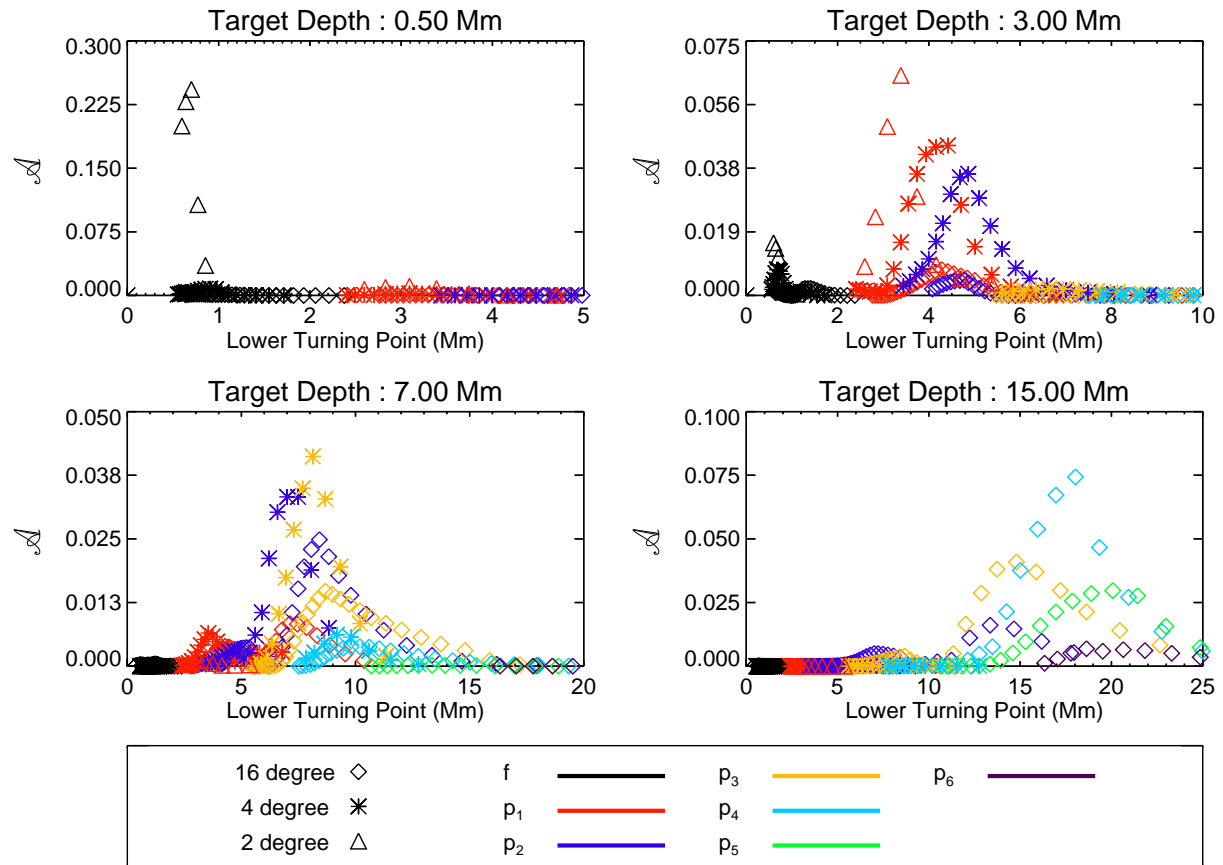 Target Depth : 0.50 Mm
0.300
0.225
0.150
0.075
0.000
𝒜
0 1 2 3 4 5
Lower Turning Point (Mm)
Target Depth : 3.00 Mm
0.075
0.056
0.038
0.019
0.000
𝒜
0 2 4 6 8 10
Lower Turning Point (Mm)
Target Depth : 7.00 Mm
0.050
0.038
0.025
0.013
0.000
𝒜
0 5 10 15 20
Lower Turning Point (Mm)
Target Depth : 15.00 Mm
0.100
0.075
0.050
0.025
0.000
𝒜
0 5 10 15 20 25
Lower Turning Point (Mm)
16 degree
4 degree
2 degree
f
p1
p2
p3
p4
p5
p6